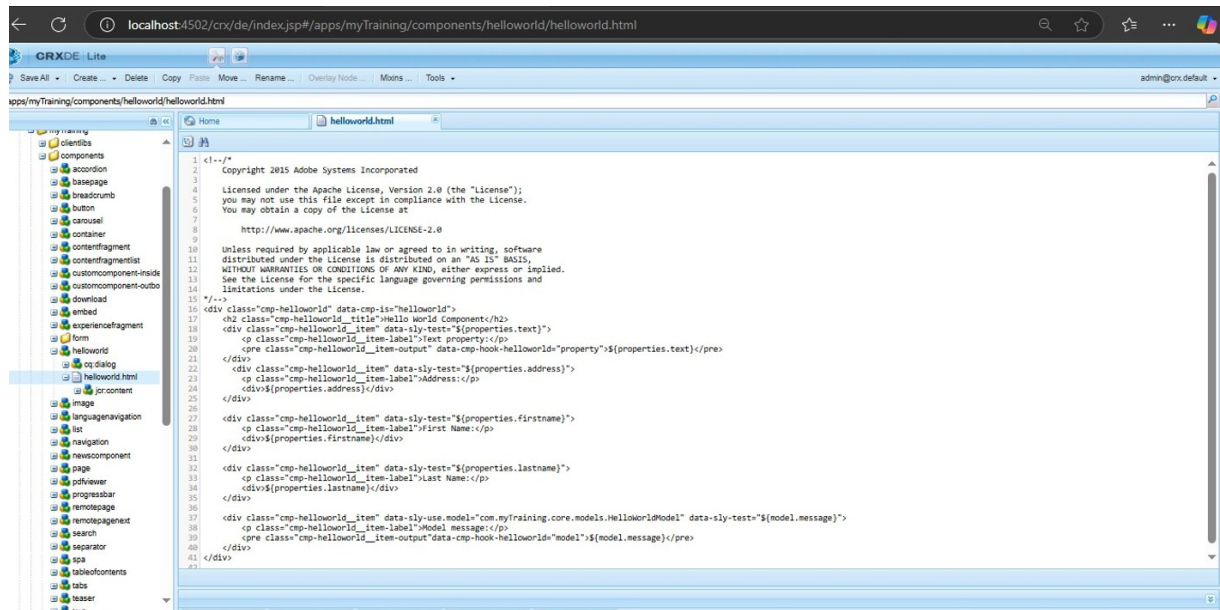 localhost:4502/crx/de/index.jsp#/apps/myTraining/components/helloworld/helloworld.html
CRXDE | Lite
Save All Create ... Delete Copy Paste Move ... Rename ... Overlay Node ... Mixins ... Tools admin@crx.default
apps/myTraining/components/helloworld/helloworld.html
myTraining
clientlibs
components
accordion
basepage
breadcrumb
button
carousel
container
contentfragment
contentfragmentlist
customcomponent-inside
customcomponent-outbo
download
embed
experiencefragment
form
helloworld
cq:dialog
helloworld.html
jcr:content
image
languagenavigation
list
navigation
newscomponent
page
pdfviewer
progressbar
remotepage
remotepagenext
search
separator
spa
tableofcontents
tabs
teaser
Home helloworld.html
1 <!--/*
2 Copyright 2015 Adobe Systems Incorporated
3
4 Licensed under the Apache License, Version 2.0 (the "License");
5 you may not use this file except in compliance with the License.
6 You may obtain a copy of the License at
7
8 http://www.apache.org/licenses/LICENSE-2.0
9
10 Unless required by applicable law or agreed to in writing, software
11 distributed under the License is distributed on an "AS IS" BASIS,
12 WITHOUT WARRANTIES OR CONDITIONS OF ANY KIND, either express or implied.
13 See the License for the specific language governing permissions and
14 limitations under the License.
15 */-->
16 <div class="cmp-helloworld" data-cmp-is="helloworld">
17 <h2 class="cmp-helloworld__title">Hello World Component</h2>
18 <div class="cmp-helloworld__item" data-sly-test="${properties.text}">
19 <p class="cmp-helloworld__item-label">Text property:</p>
20 <pre class="cmp-helloworld__item-output" data-cmp-hook-helloworld="property">${properties.text}</pre>
21 </div>
22 <div class="cmp-helloworld__item" data-sly-test="${properties.address}">
23 <p class="cmp-helloworld__item-label">Address:</p>
24 <div>${properties.address}</div>
25 </div>
26
27 <div class="cmp-helloworld__item" data-sly-test="${properties.firstname}">
28 <p class="cmp-helloworld__item-label">First Name:</p>
29 <div>${properties.firstname}</div>
30 </div>
31
32 <div class="cmp-helloworld__item" data-sly-test="${properties.lastname}">
33 <p class="cmp-helloworld__item-label">Last Name:</p>
34 <div>${properties.lastname}</div>
35 </div>
36
37 <div class="cmp-helloworld__item" data-sly-use.model="com.myTraining.core.models.HelloWorldModel" data-sly-test="${model.message}">
38 <p class="cmp-helloworld__item-label">Model message:</p>
39 <pre class="cmp-helloworld__item-output"data-cmp-hook-helloworld="model">${model.message}</pre>
40 </div>
41 </div>
42